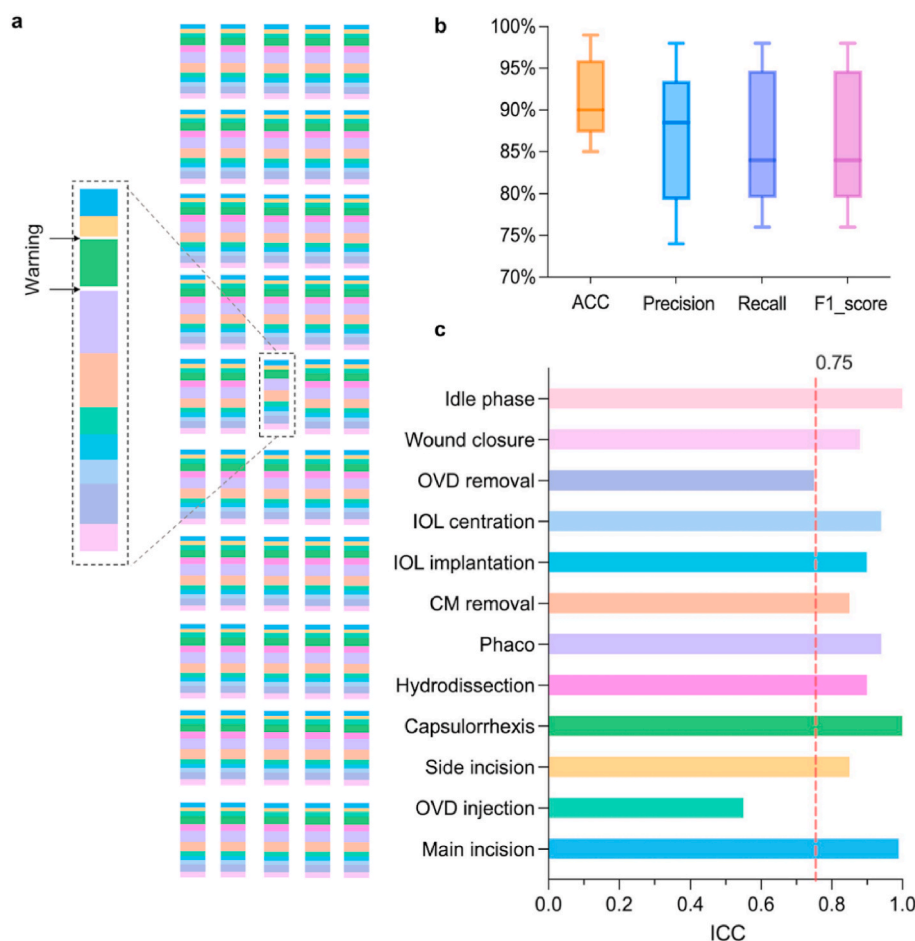 a
Warning
b
100%
95%
90%
85%
80%
75%
70%
ACC
Precision
Recall
F1_score
c
0.75
Idle phase
Wound closure
OVD removal
IOL centration
IOL implantation
CM removal
Phaco
Hydrodissection
Capsulorrhexis
Side incision
OVD injection
Main incision
0.0 0.2 0.4 0.6 0.8 1.0
ICC